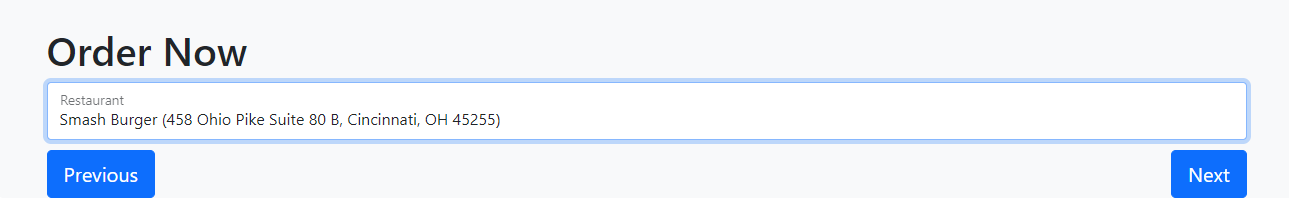 Order Now
Restaurant
Smash Burger (458 Ohio Pike Suite 80 B, Cincinnati, OH 45255)
Previous
Next